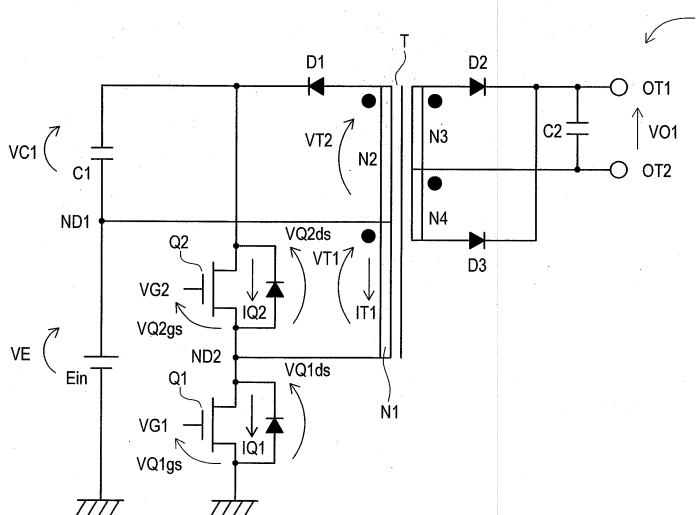 T
D1
D2
OT1
VC1
C1
VT2
N2
N3
C2
VO1
OT2
ND1
N4
Q2
VQ2ds
VT1
D3
VG2
IQ2
IT1
VQ2gs
VE
Ein
ND2
Q1
VQ1ds
N1
VG1
IQ1
VQ1gs